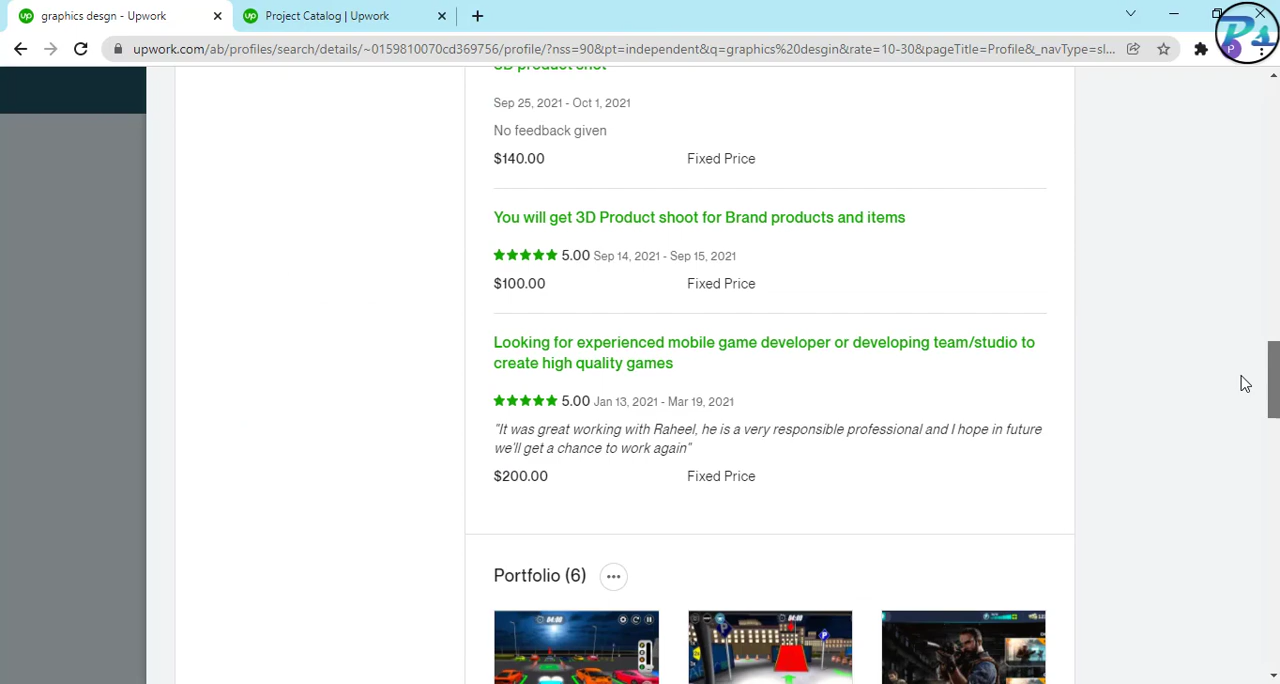 graphics desgn - Upwork
Project Catalog | Upwork
upwork.com/ab/profiles/search/details/~0159810070cd369756/profile/?nss=90&pt=independent&q=graphics%20desgin&rate=10-30&pageTitle=Profile&_navType=sl...
3D product shot
Sep 25, 2021 - Oct 1, 2021
No feedback given
$140.00 Fixed Price
You will get 3D Product shoot for Brand products and items
5.00 Sep 14, 2021 - Sep 15, 2021
$100.00 Fixed Price
Looking for experienced mobile game developer or developing team/studio to
create high quality games
5.00 Jan 13, 2021 - Mar 19, 2021
"It was great working with Raheel, he is a very responsible professional and I hope in future
we'll get a chance to work again"
$200.00 Fixed Price
Portfolio (6)